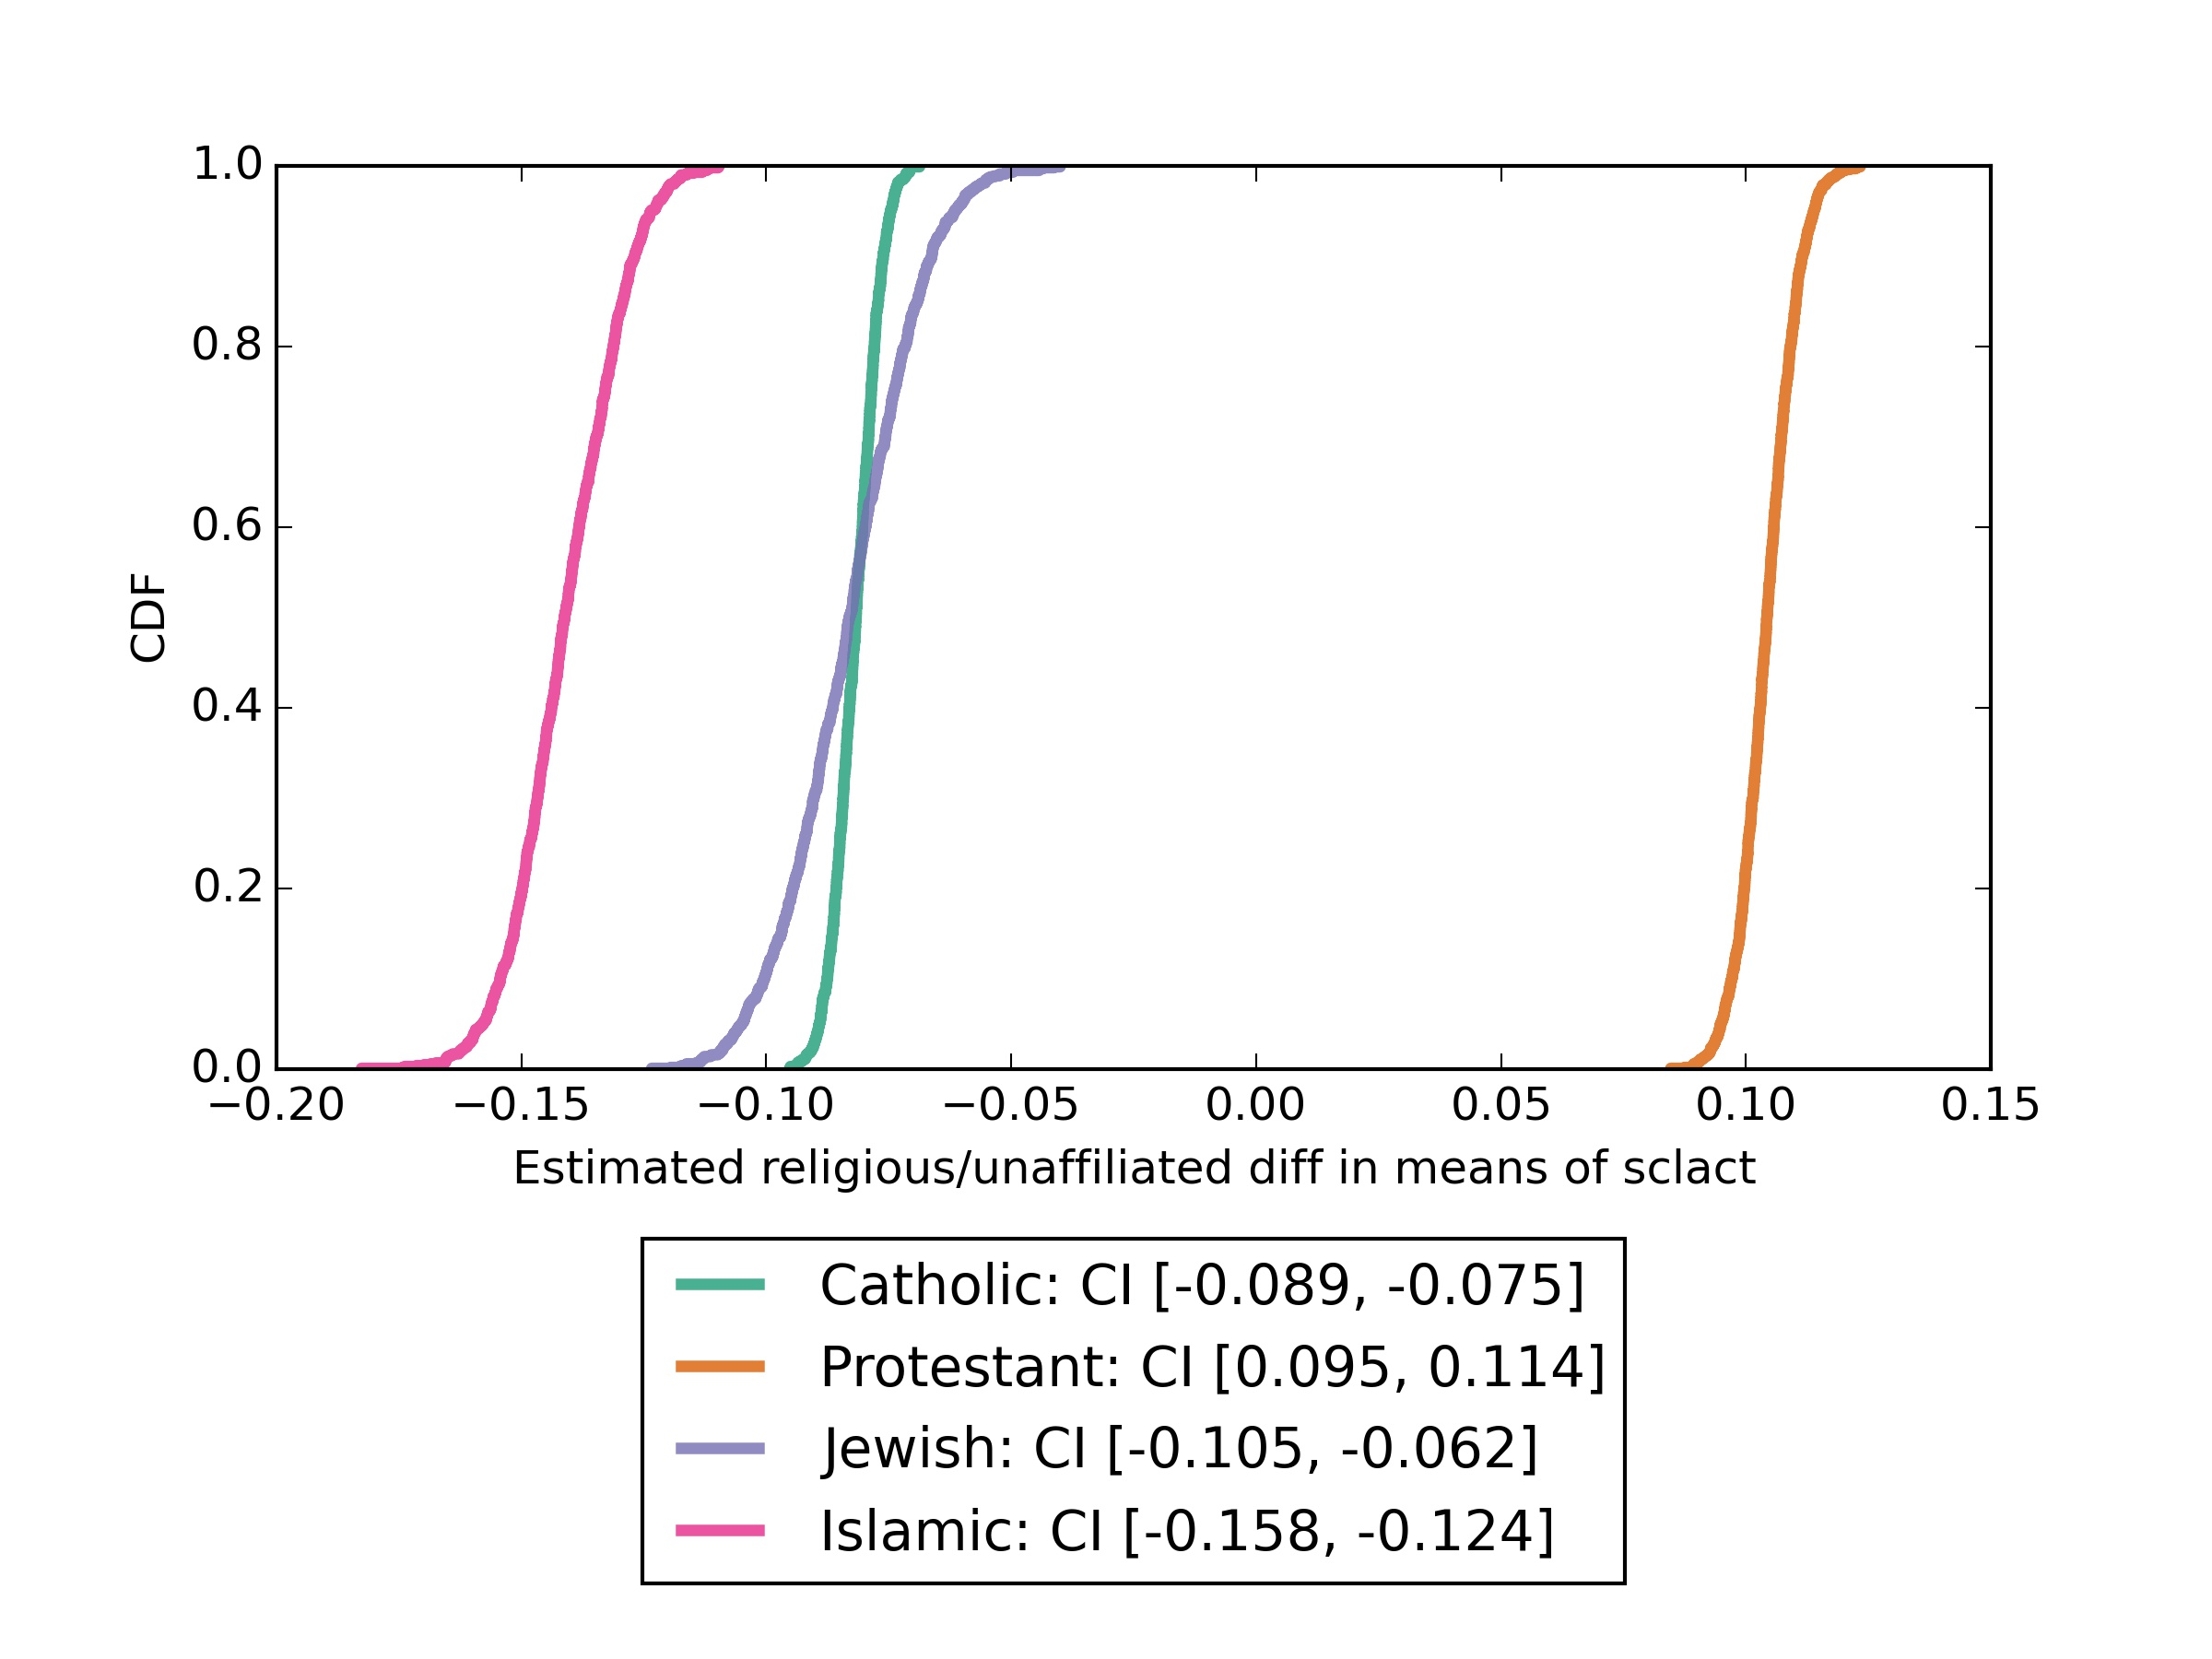 1.0
0.8
0.6
0.4
0.2
0.0
CDF
−0.20 −0.15 −0.10 −0.05 0.00 0.05 0.10 0.15
Estimated religious/unaffiliated diff in means of sclact
Catholic: CI [-0.089, -0.075]
Protestant: CI [0.095, 0.114]
Jewish: CI [-0.105, -0.062]
Islamic: CI [-0.158, -0.124]